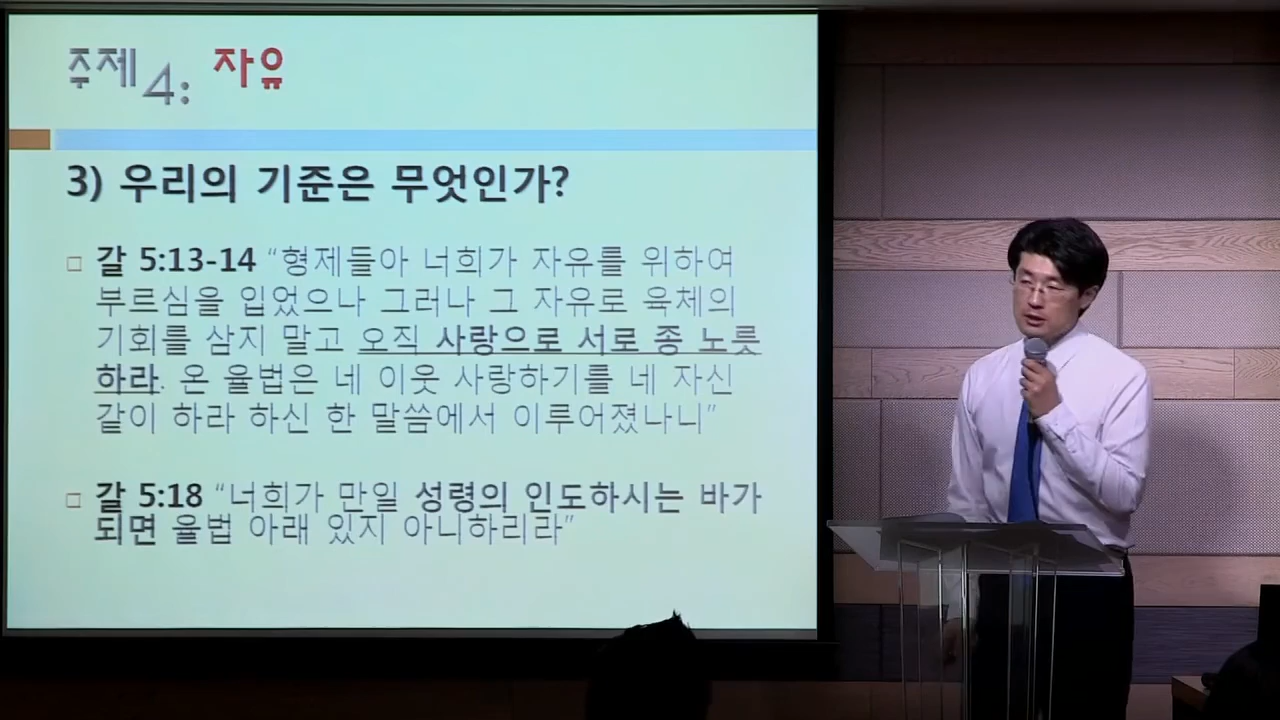 주제 4: 자유
3) 우리의 기준은 무엇인가?
갈 5:13-14 “형제들아 너희가 자유를 위하여
부르심을 입었으나 그러나 그 자유로 육체의
기회를 삼지 말고 오직 사랑으로 서로 종 노릇
하라. 온 율법은 네 이웃 사랑하기를 네 자신
같이 하라 하신 한 말씀에서 이루어졌나니”
갈 5:18 “너희가 만일 성령의 인도하시는 바가
되면 율법 아래 있지 아니하리라”